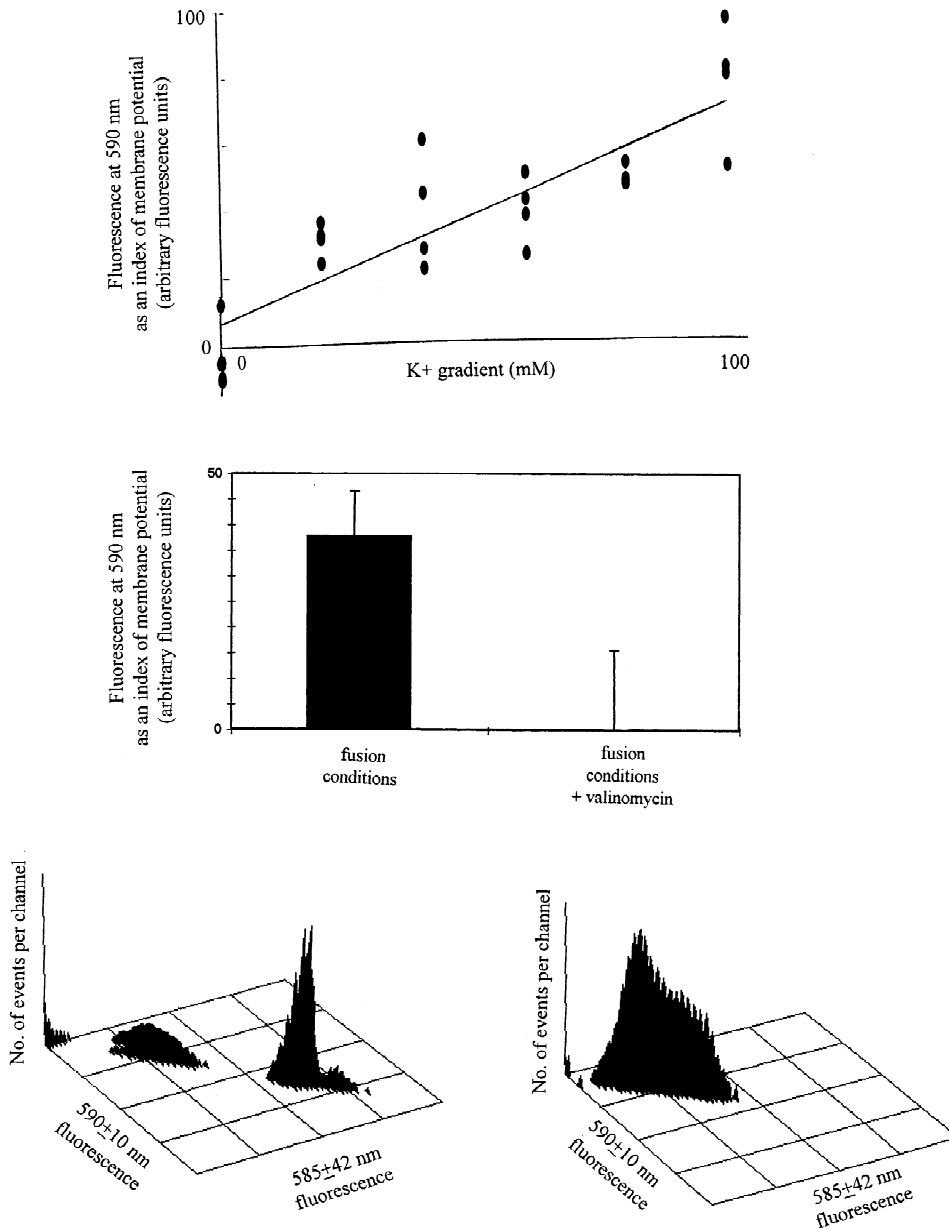 100
Fluorescence at 590 nm
as an index of membrane potential
(arbitrary fluorescence units)
0
0
K+ gradient (mM)
100
50
Fluorescence at 590 nm
as an index of membrane potential
(arbitrary fluorescence units)
0
fusion
conditions
fusion
conditions
+ valinomycin
No. of events per channel
590±10 nm
fluorescence
585±42 nm
fluorescence
No. of events per channel
590±10 nm
fluorescence
585±42 nm
fluorescence